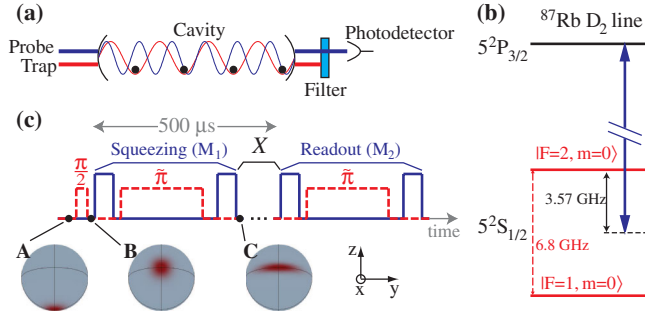 (a)
Cavity
Photodetector
Probe
Trap
Filter
(b)
⁸⁷Rb D₂ line
5²P₃/₂
|F=2, m=0⟩
3.57 GHz
5²S₁/₂
6.8 GHz
|F=1, m=0⟩
(c)
500 μs
X
Squeezing (M₁)
Readout (M₂)
π/2
π̃
π̃
time
A
B
C
z
x
y